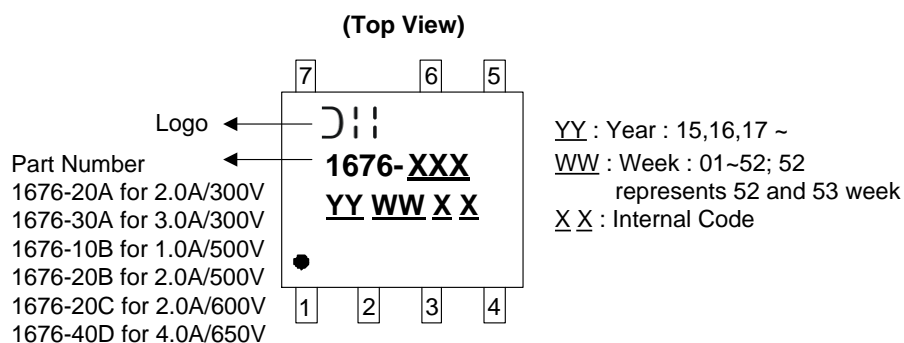 (Top View)
7 6 5
Logo
1676-XXX
YY WW X X
Part Number
1676-20A for 2.0A/300V
1676-30A for 3.0A/300V
1676-10B for 1.0A/500V
1676-20B for 2.0A/500V
1676-20C for 2.0A/600V
1676-40D for 4.0A/650V
1 2 3 4
YY : Year : 15,16,17 ~
WW : Week : 01~52; 52
represents 52 and 53 week
X X : Internal Code